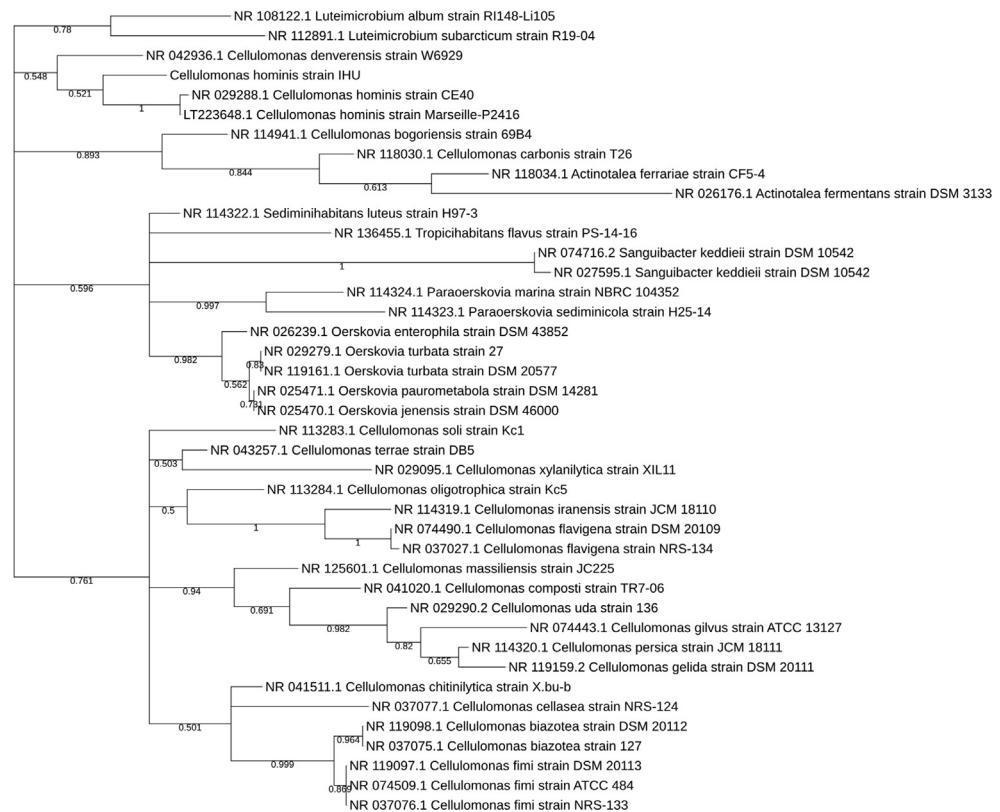 NR 108122.1 Luteimicrobium album strain RI148-Li105
0.78
NR 112891.1 Luteimicrobium subarcticum strain R19-04
NR 042936.1 Cellulomonas denverensis strain W6929
0.548
Cellulomonas hominis strain IHU
0.521
NR 029288.1 Cellulomonas hominis strain CE40
1
LT223648.1 Cellulomonas hominis strain Marseille-P2416
NR 114941.1 Cellulomonas bogoriensis strain 69B4
0.893
NR 118030.1 Cellulomonas carbonis strain T26
0.844
NR 118034.1 Actinotalea ferrariae strain CF5-4
0.613
NR 026176.1 Actinotalea fermentans strain DSM 3133
NR 114322.1 Sediminihabitans luteus strain H97-3
NR 136455.1 Tropicihabitans flavus strain PS-14-16
NR 074716.2 Sanguibacter keddieii strain DSM 10542
1
NR 027595.1 Sanguibacter keddieii strain DSM 10542
0.596
NR 114324.1 Paraoerskovia marina strain NBRC 104352
0.997
NR 114323.1 Paraoerskovia sediminicola strain H25-14
NR 026239.1 Oerskovia enterophila strain DSM 43852
0.982
NR 029279.1 Oerskovia turbata strain 27
0.83
NR 119161.1 Oerskovia turbata strain DSM 20577
0.562
NR 025471.1 Oerskovia paurometabola strain DSM 14281
0.731
NR 025470.1 Oerskovia jenensis strain DSM 46000
NR 113283.1 Cellulomonas soli strain Kc1
NR 043257.1 Cellulomonas terrae strain DB5
0.503
NR 029095.1 Cellulomonas xylanilytica strain XIL11
NR 113284.1 Cellulomonas oligotrophica strain Kc5
0.5
NR 114319.1 Cellulomonas iranensis strain JCM 18110
1
NR 074490.1 Cellulomonas flavigena strain DSM 20109
1
NR 037027.1 Cellulomonas flavigena strain NRS-134
NR 125601.1 Cellulomonas massiliensis strain JC225
0.761
0.94
NR 041020.1 Cellulomonas composti strain TR7-06
0.691
NR 029290.2 Cellulomonas uda strain 136
0.982
NR 074443.1 Cellulomonas gilvus strain ATCC 13127
0.82
NR 114320.1 Cellulomonas persica strain JCM 18111
0.655
NR 119159.2 Cellulomonas gelida strain DSM 20111
NR 041511.1 Cellulomonas chitinilytica strain X.bu-b
NR 037077.1 Cellulomonas cellasea strain NRS-124
0.501
NR 119098.1 Cellulomonas biazotea strain DSM 20112
0.964
NR 037075.1 Cellulomonas biazotea strain 127
0.999
NR 119097.1 Cellulomonas fimi strain DSM 20113
NR 074509.1 Cellulomonas fimi strain ATCC 484
NR 037076.1 Cellulomonas fimi strain NRS-133